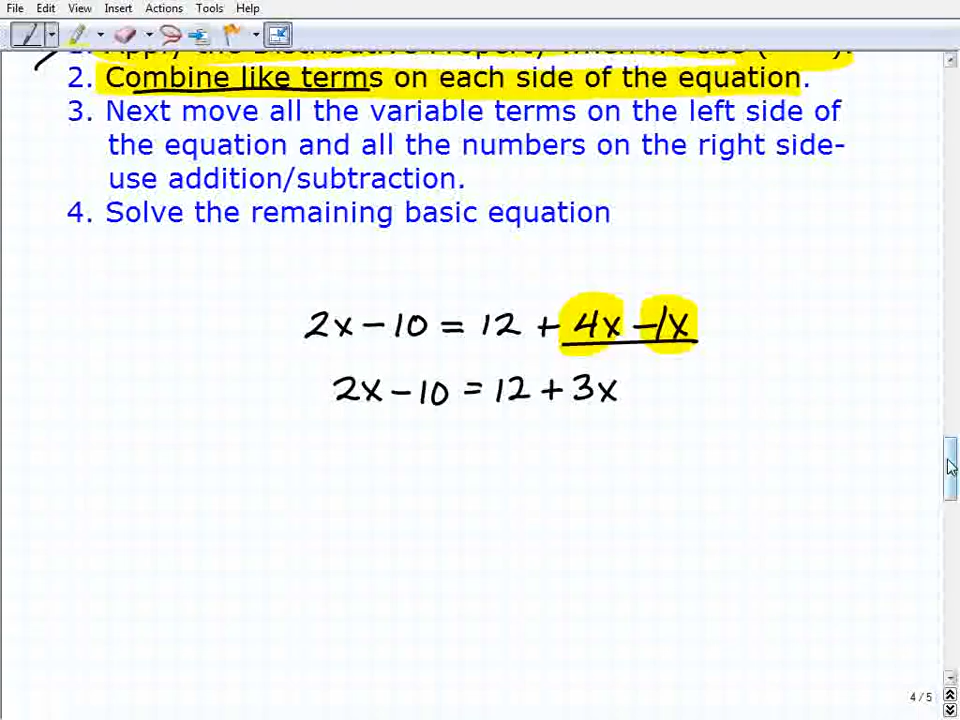 File Edit View Insert Actions Tools Help
2. Combine like terms on each side of the equation.
3. Next move all the variable terms on the left side of
the equation and all the numbers on the right side-
use addition/subtraction.
4. Solve the remaining basic equation
2x - 10 = 12 + 4x - 1x
2x - 10 = 12 + 3x
4 / 5